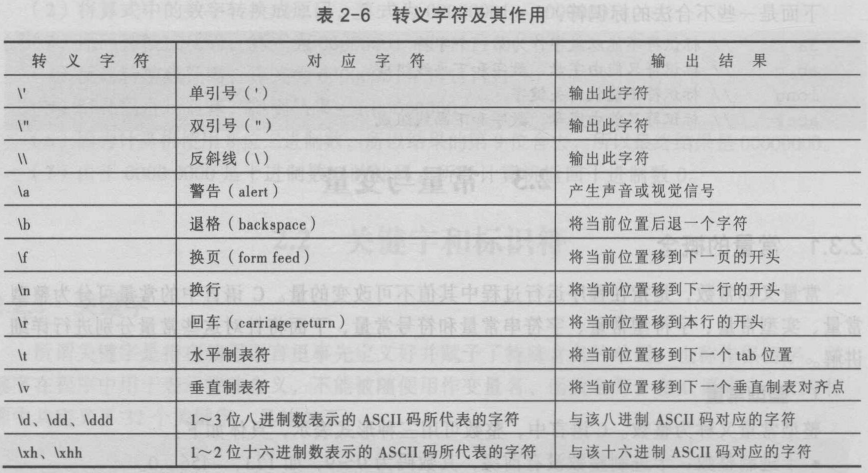 表 2-6 转义字符及其作用
转义字符 对应字符 输出结果
\' 单引号(') 输出此字符
\" 双引号(") 输出此字符
\\ 反斜线(\) 输出此字符
\a 警告(alert) 产生声音或视觉信号
\b 退格(backspace) 将当前位置后退一个字符
\f 换页(form feed) 将当前位置移到下一页的开头
\n 换行 将当前位置移到下一行的开头
\r 回车(carriage return) 将当前位置移到本行的开头
\t 水平制表符 将当前位置移到下一个 tab 位置
\v 垂直制表符 将当前位置移到下一个垂直制表对齐点
\d、\dd、\ddd 1~3 位八进制数表示的 ASCII 码所代表的字符 与该八进制 ASCII 码对应的字符
\xh、\xhh 1~2 位十六进制数表示的 ASCII 码所代表的字符 与该十六进制 ASCII 码对应的字符